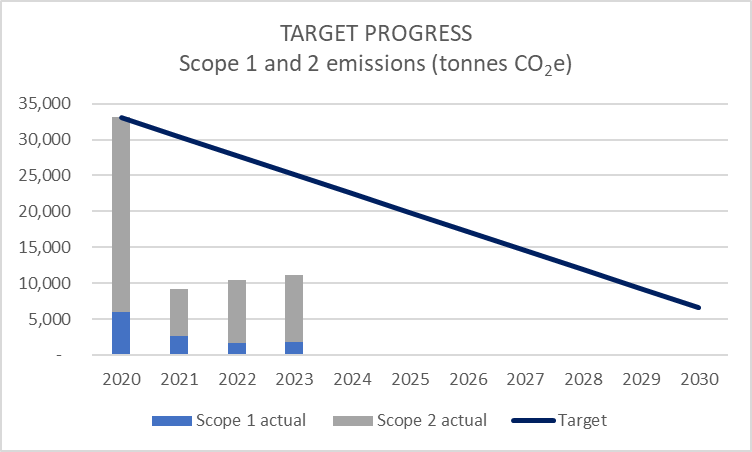 TARGET PROGRESS
Scope 1 and 2 emissions (tonnes CO₂e)
35,000
30,000
25,000
20,000
15,000
10,000
5,000
-
2020 2021 2022 2023 2024 2025 2026 2027 2028 2029 2030
Scope 1 actual Scope 2 actual Target